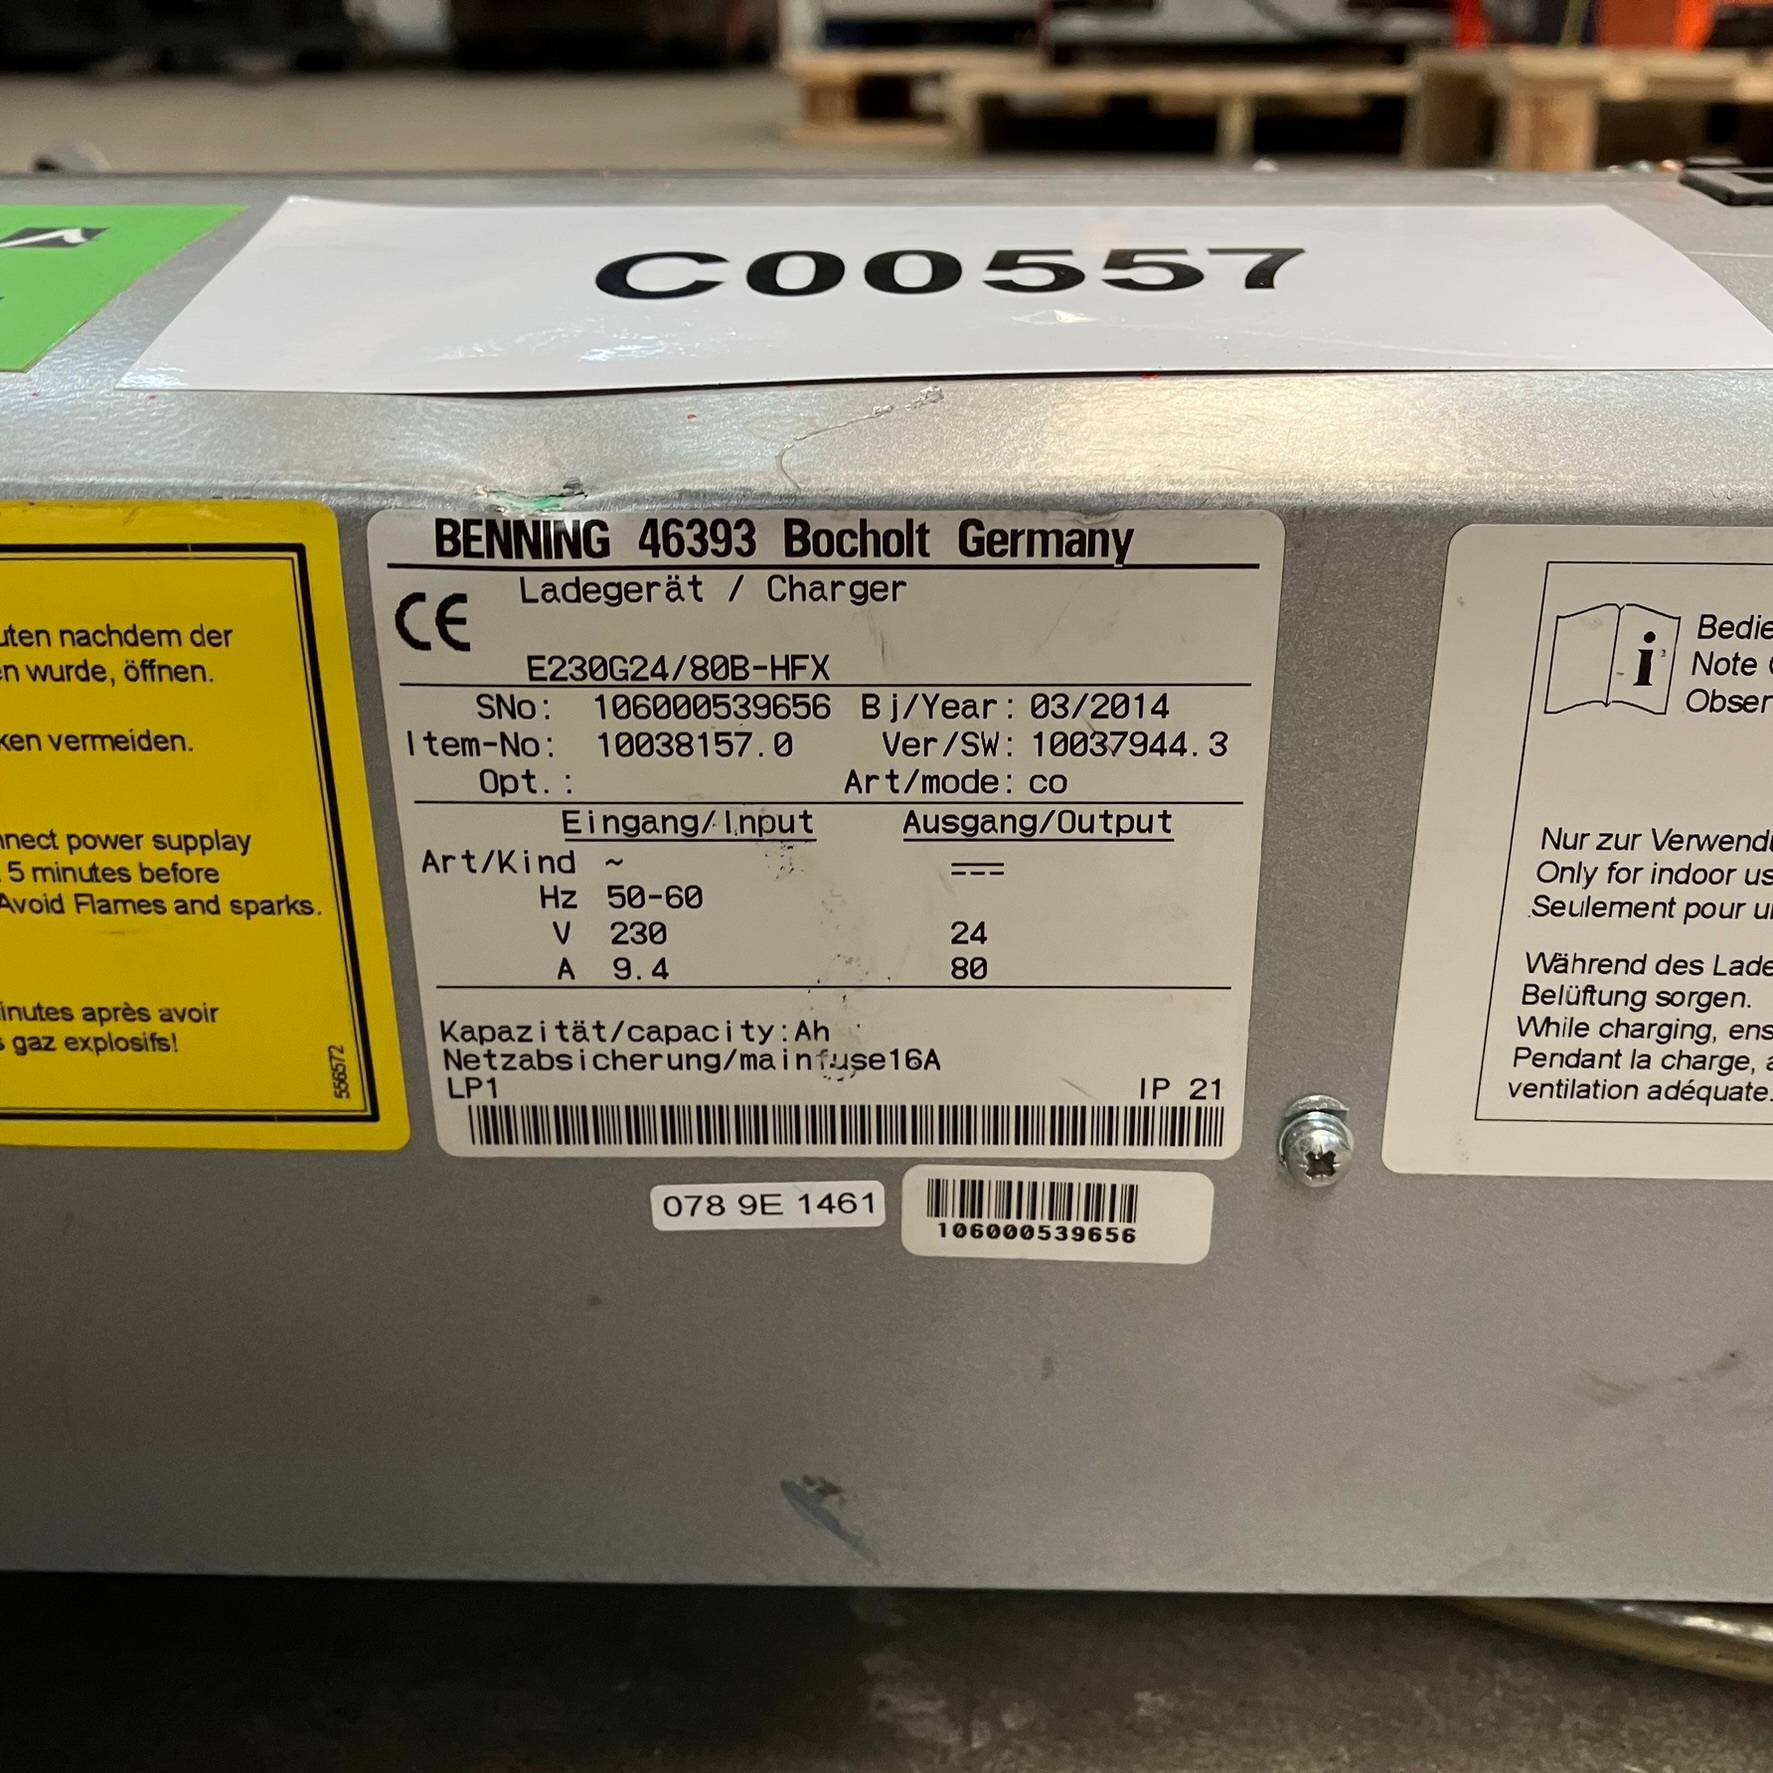 C00557
uten nachdem der
en wurde, öffnen.
ken vermeiden.
nnect power supplay
5 minutes before
Avoid Flames and sparks.
inutes après avoir
s gaz explosifs!
556572
BENNING 46393 Bocholt Germany
Ladegerät / Charger
CE
E230G24/80B-HFX
SNo: 106000539656 Bj/Year: 03/2014
Item-No: 10038157.0 Ver/SW: 10037944.3
Opt.: Art/mode: co
Eingang/Input Ausgang/Output
Art/Kind ~ ⎓
Hz 50-60
V 230 24
A 9.4 80
Kapazität/capacity:Ah
Netzabsicherung/mainfuse16A
LP1 IP 21
078 9E 1461
106000539656
i
Bedie
Note
Obser
Nur zur Verwend
Only for indoor us
Seulement pour u
Während des Lade
Belüftung sorgen.
While charging, ens
Pendant la charge, a
ventilation adéquate.